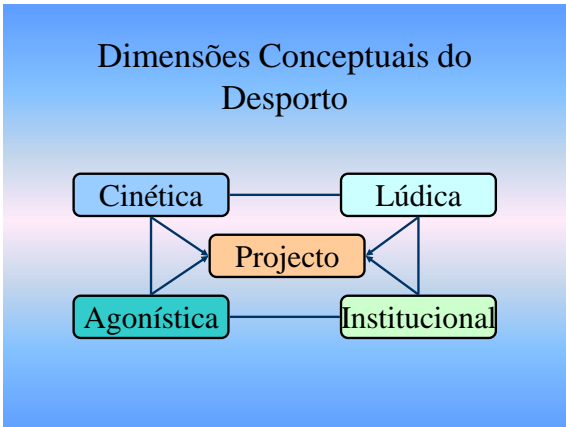 Dimensões Conceptuais do
Desporto
Cinética
Lúdica
Projecto
Agonística
Institucional